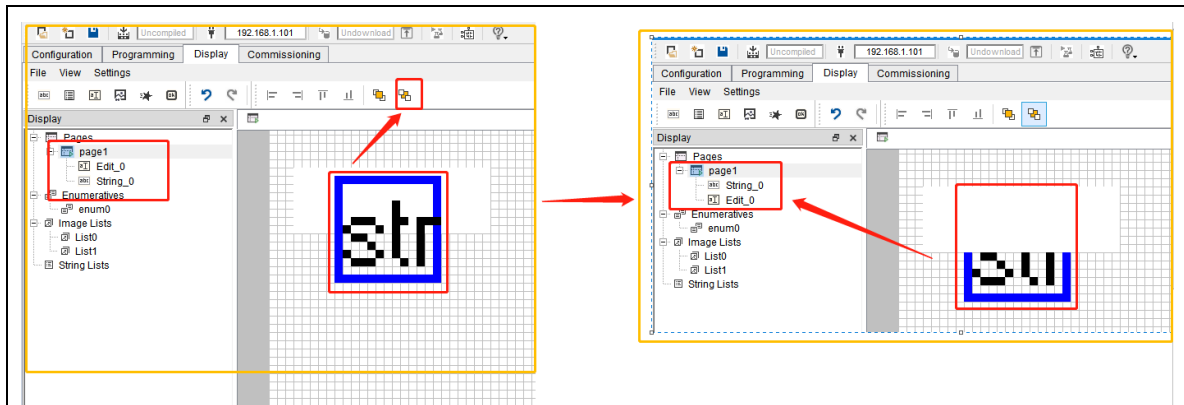 Uncompiled 192.168.1.101 Undownload
Configuration Programming Display Commissioning
File View Settings
Display
Pages
page1
Edit_0
String_0
Enumeratives
enum0
Image Lists
List0
List1
String Lists
str
Uncompiled 192.168.1.101 Undownload
Configuration Programming Display Commissioning
File View Settings
Display
Pages
page1
String_0
Edit_0
Enumeratives
enum0
Image Lists
List0
List1
String Lists